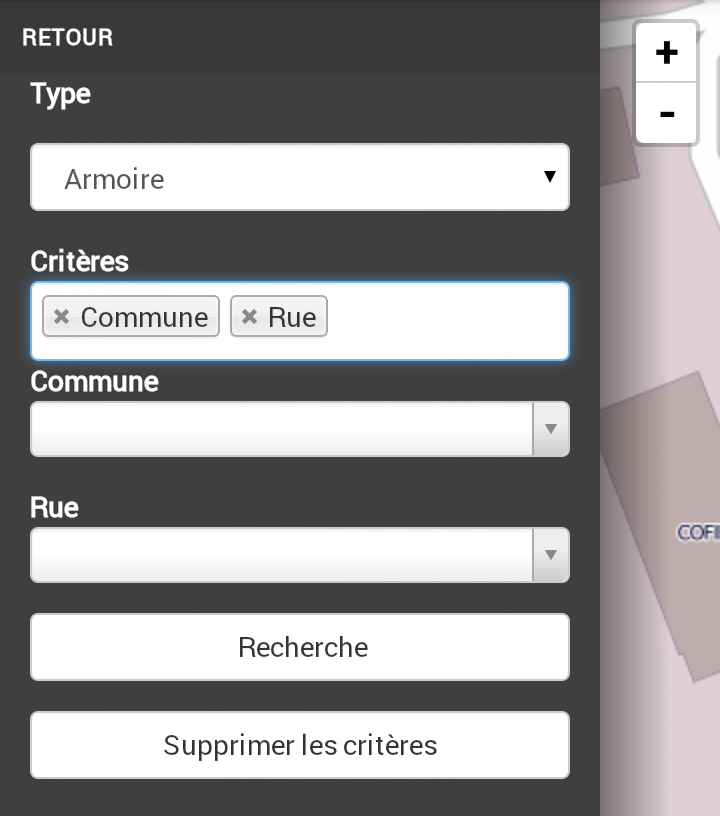 RETOUR
Type
Armoire
Critères
Commune Rue
Commune
Rue
Recherche
Supprimer les critères
+
-